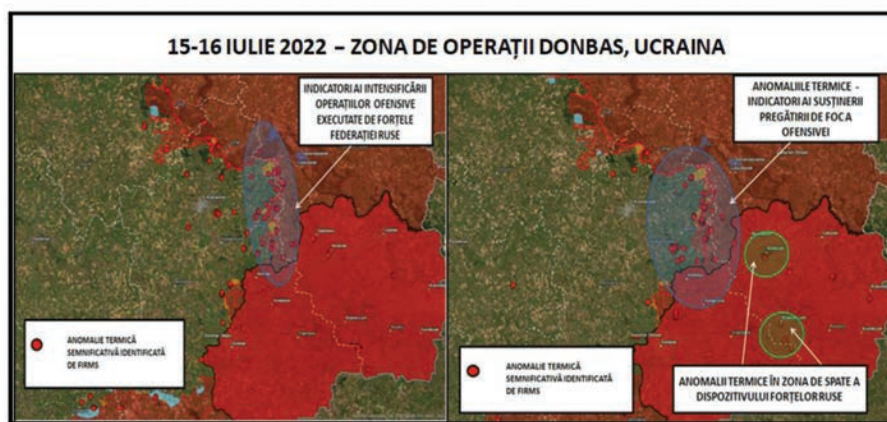 15-16 IULIE 2022 – ZONA DE OPERAȚII DONBAS, UCRAINA
INDICATORI AI INTENSIFICĂRII
OPERAȚIILOR OFENSIVE
EXECUTATE DE FORȚELE
FEDERAȚIEI RUSE
ANOMALIE TERMICĂ
SEMNIFICATIVĂ IDENTIFICATĂ
DE FIRMS
ANOMALIILE TERMICE -
INDICATORI AI SUSȚINERII
PREGĂTIRII DE FOC A
OFENSIVEI
ANOMALIE TERMICĂ
SEMNIFICATIVĂ IDENTIFICATĂ
DE FIRMS
ANOMALII TERMICE ÎN ZONA DE SPATE A
DISPOZITIVULUI FORȚELOR RUSE